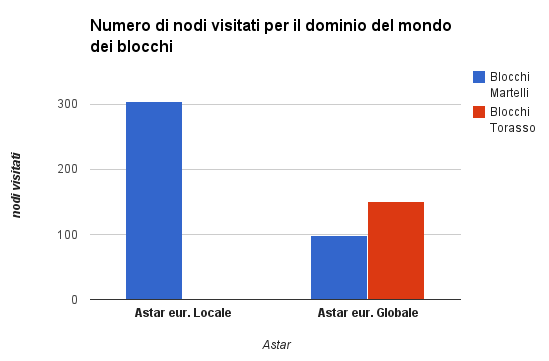 Numero di nodi visitati per il dominio del mondo
dei blocchi
Blocchi
Martelli
Blocchi
Torasso
nodi visitati
300
200
100
0
Astar eur. Locale
Astar eur. Globale
Astar